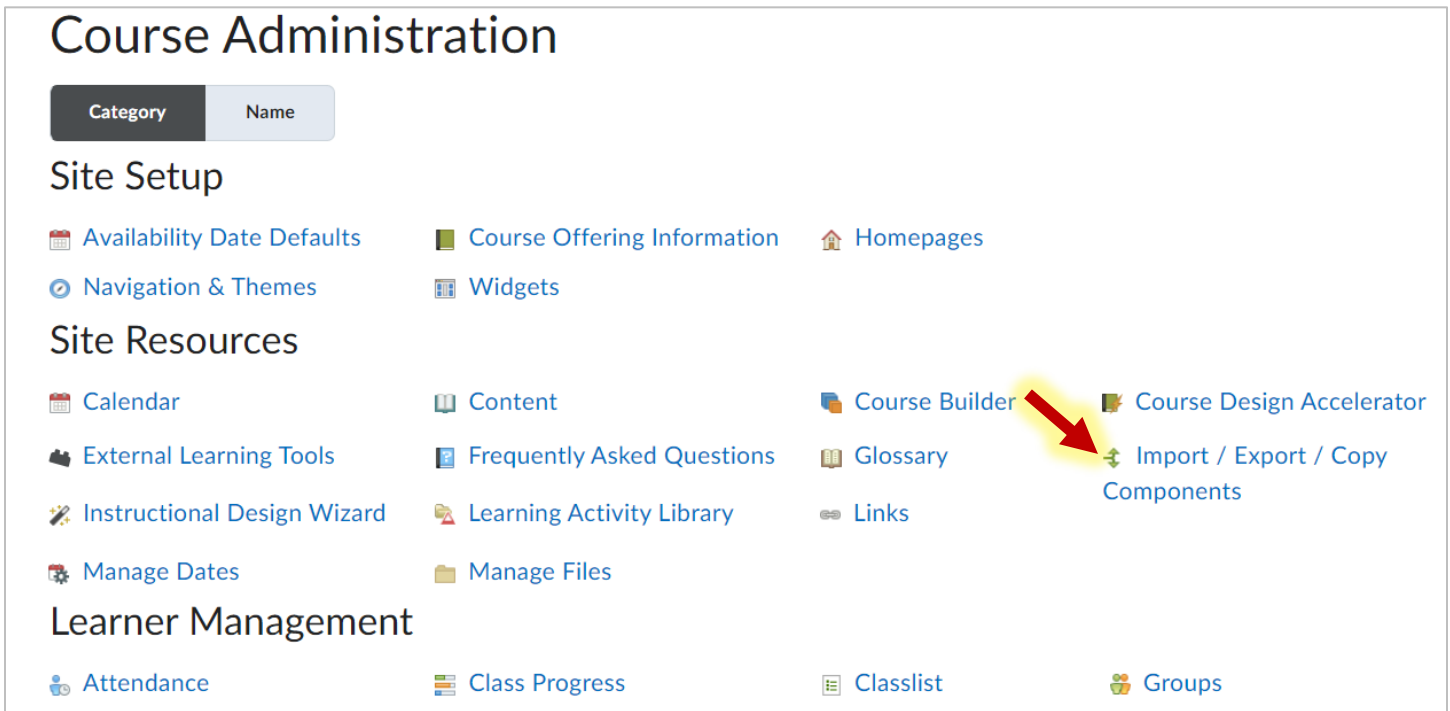 Course Administration
Category Name
Site Setup
Availability Date Defaults Course Offering Information Homepages
Navigation & Themes Widgets
Site Resources
Calendar Content Course Builder Course Design Accelerator
External Learning Tools Frequently Asked Questions Glossary Import / Export / Copy
Components
Instructional Design Wizard Learning Activity Library Links
Manage Dates Manage Files
Learner Management
Attendance Class Progress Classlist Groups